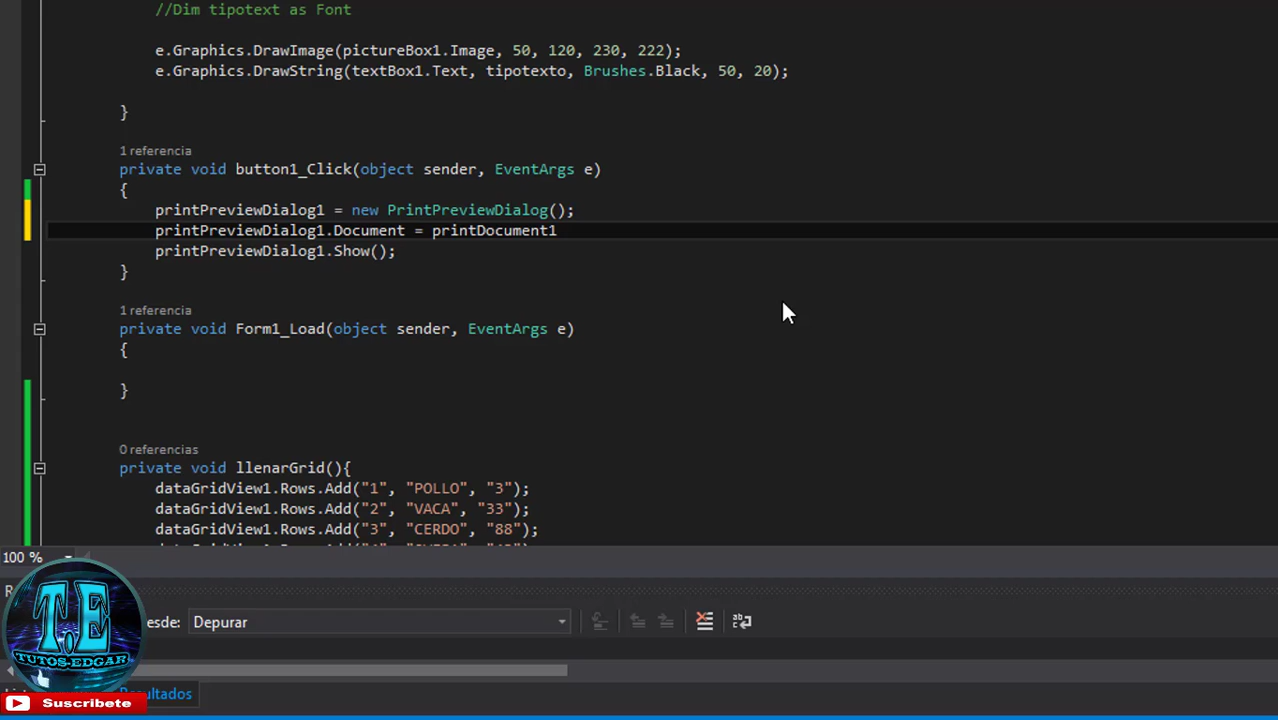 //Dim tipotext as Font
e.Graphics.DrawImage(pictureBox1.Image, 50, 120, 230, 222);
e.Graphics.DrawString(textBox1.Text, tipotexto, Brushes.Black, 50, 20);
}
1 referencia
private void button1_Click(object sender, EventArgs e)
{
printPreviewDialog1 = new PrintPreviewDialog();
printPreviewDialog1.Document = printDocument1
printPreviewDialog1.Show();
}
1 referencia
private void Form1_Load(object sender, EventArgs e)
{
}
0 referencias
private void llenarGrid(){
dataGridView1.Rows.Add("1", "POLLO", "3");
dataGridView1.Rows.Add("2", "VACA", "33");
dataGridView1.Rows.Add("3", "CERDO", "88");
100 %
esde: Depurar
T.E
TUTOS-EDGAR
Resultados
Suscribete